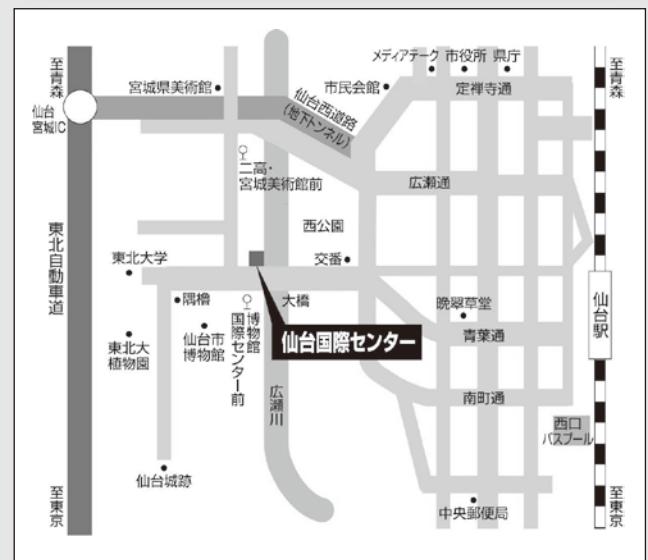 至青森
仙台
宮城IC
東北自動車道
至東京
宮城県美術館
仙台西道路
(地下トンネル)
市民会館
メディアテーク
市役所
県庁
定禅寺通
至青森
二高・
宮城美術館前
広瀬通
西公園
東北大学
交番
隅櫓
大橋
仙台市
博物館
博物館
国際センター前
仙台国際センター
晩翠草堂
青葉通
仙台駅
東北大
植物園
広瀬川
南町通
西口
バスプール
仙台城跡
中央郵便局
至東京